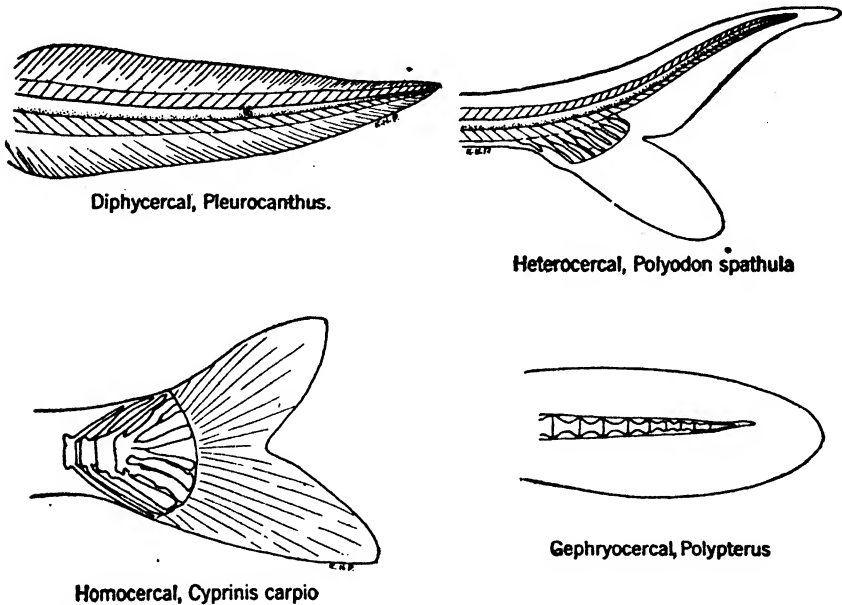 Diphycercal, Pleurocanthus.
Heterocercal, Polyodon spathula
Homocercal, Cyprinis carpio
Gephryocercal, Polypterus